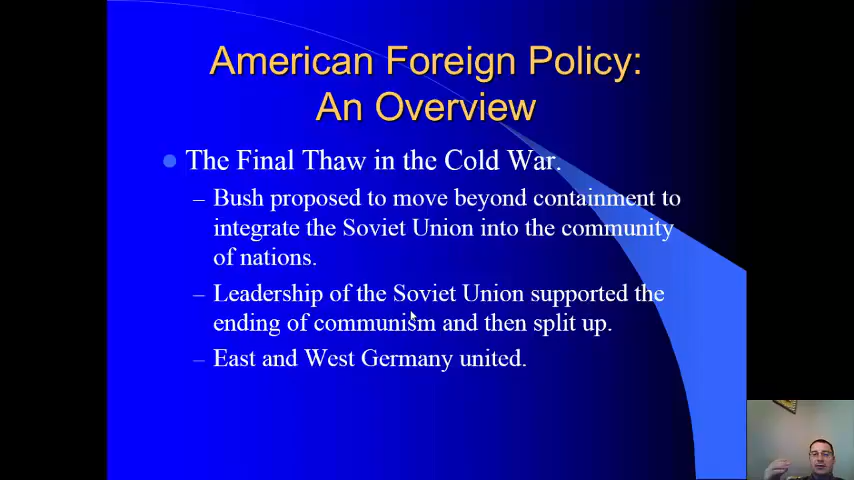 American Foreign Policy:
An Overview
The Final Thaw in the Cold War.
– Bush proposed to move beyond containment to
integrate the Soviet Union into the community
of nations.
– Leadership of the Soviet Union supported the
ending of communism and then split up.
– East and West Germany united.